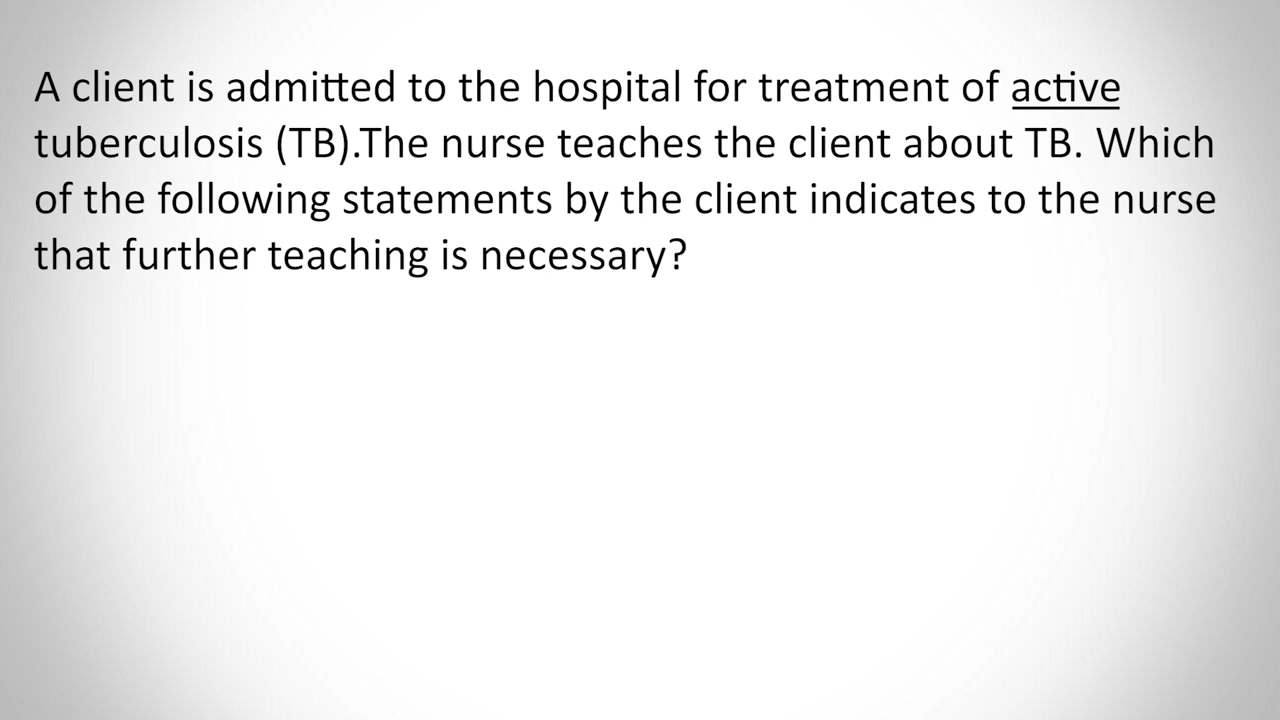 A client is admitted to the hospital for treatment of active
tuberculosis (TB).The nurse teaches the client about TB. Which
of the following statements by the client indicates to the nurse
that further teaching is necessary?